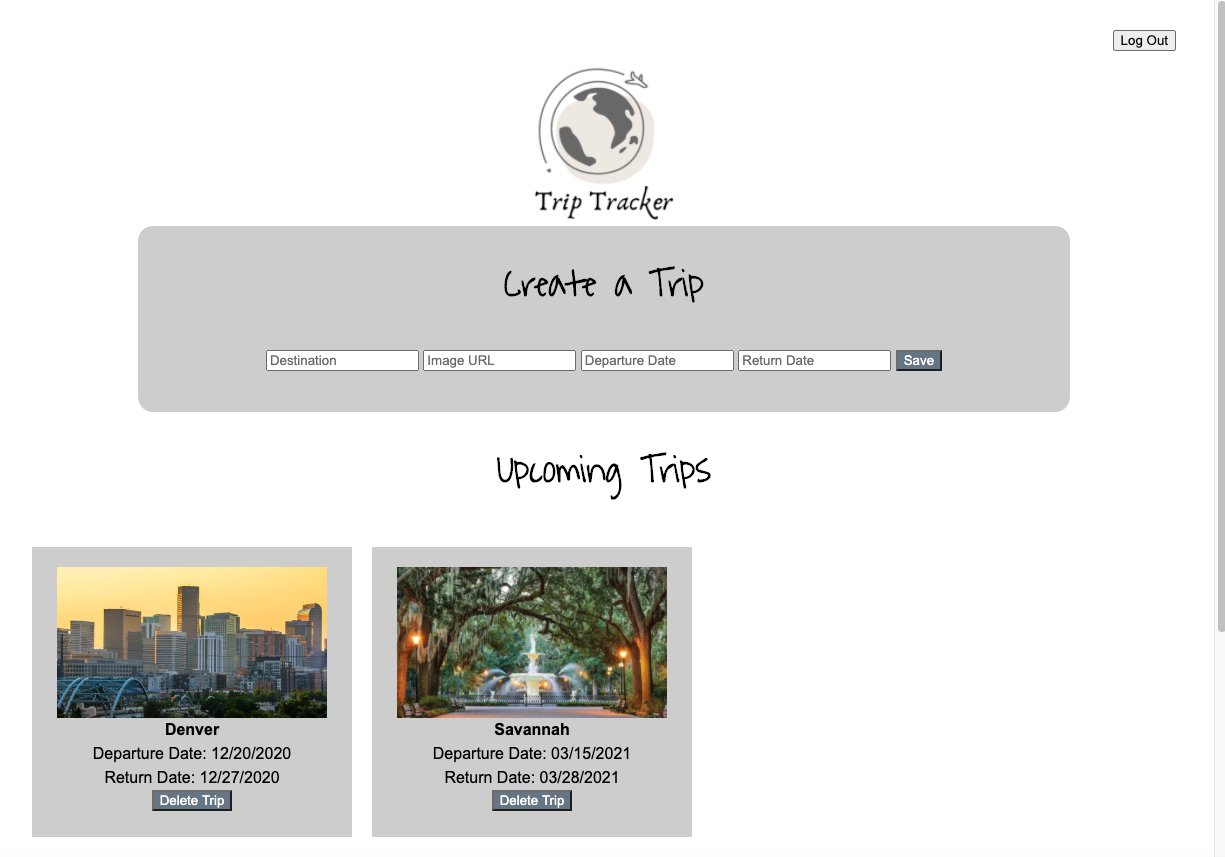 Log Out
Trip Tracker
Create a Trip
Destination Image URL Departure Date Return Date Save
Upcoming Trips
Denver
Departure Date: 12/20/2020
Return Date: 12/27/2020
Delete Trip
Savannah
Departure Date: 03/15/2021
Return Date: 03/28/2021
Delete Trip